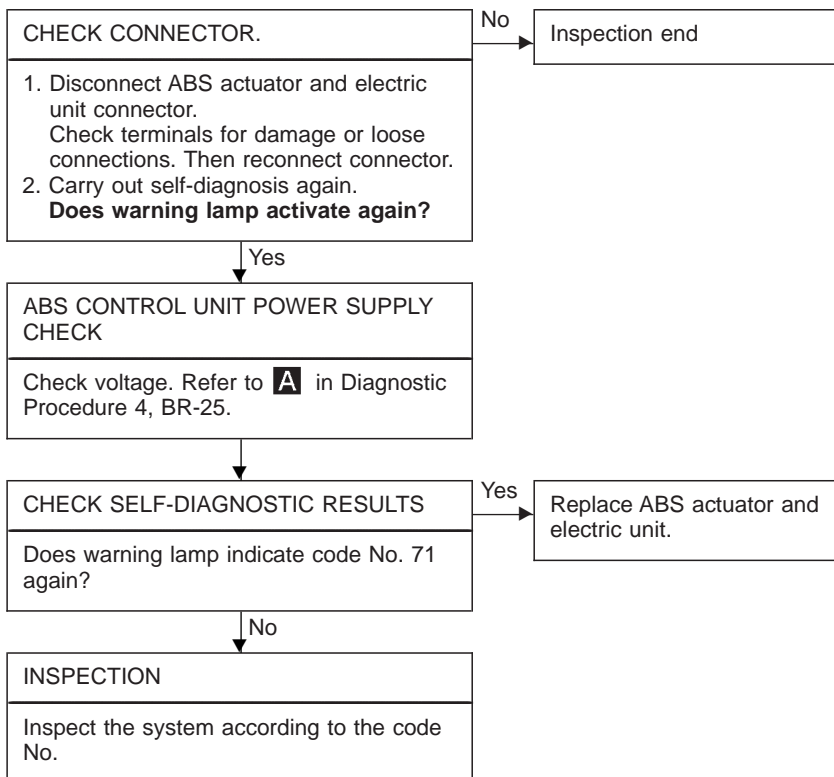 CHECK CONNECTOR.
No
Inspection end
1. Disconnect ABS actuator and electric
unit connector.
Check terminals for damage or loose
connections. Then reconnect connector.
2. Carry out self-diagnosis again.
Does warning lamp activate again?
Yes
ABS CONTROL UNIT POWER SUPPLY
CHECK
Check voltage. Refer to A in Diagnostic
Procedure 4, BR-25.
CHECK SELF-DIAGNOSTIC RESULTS
Yes
Replace ABS actuator and
electric unit.
Does warning lamp indicate code No. 71
again?
No
INSPECTION
Inspect the system according to the code
No.